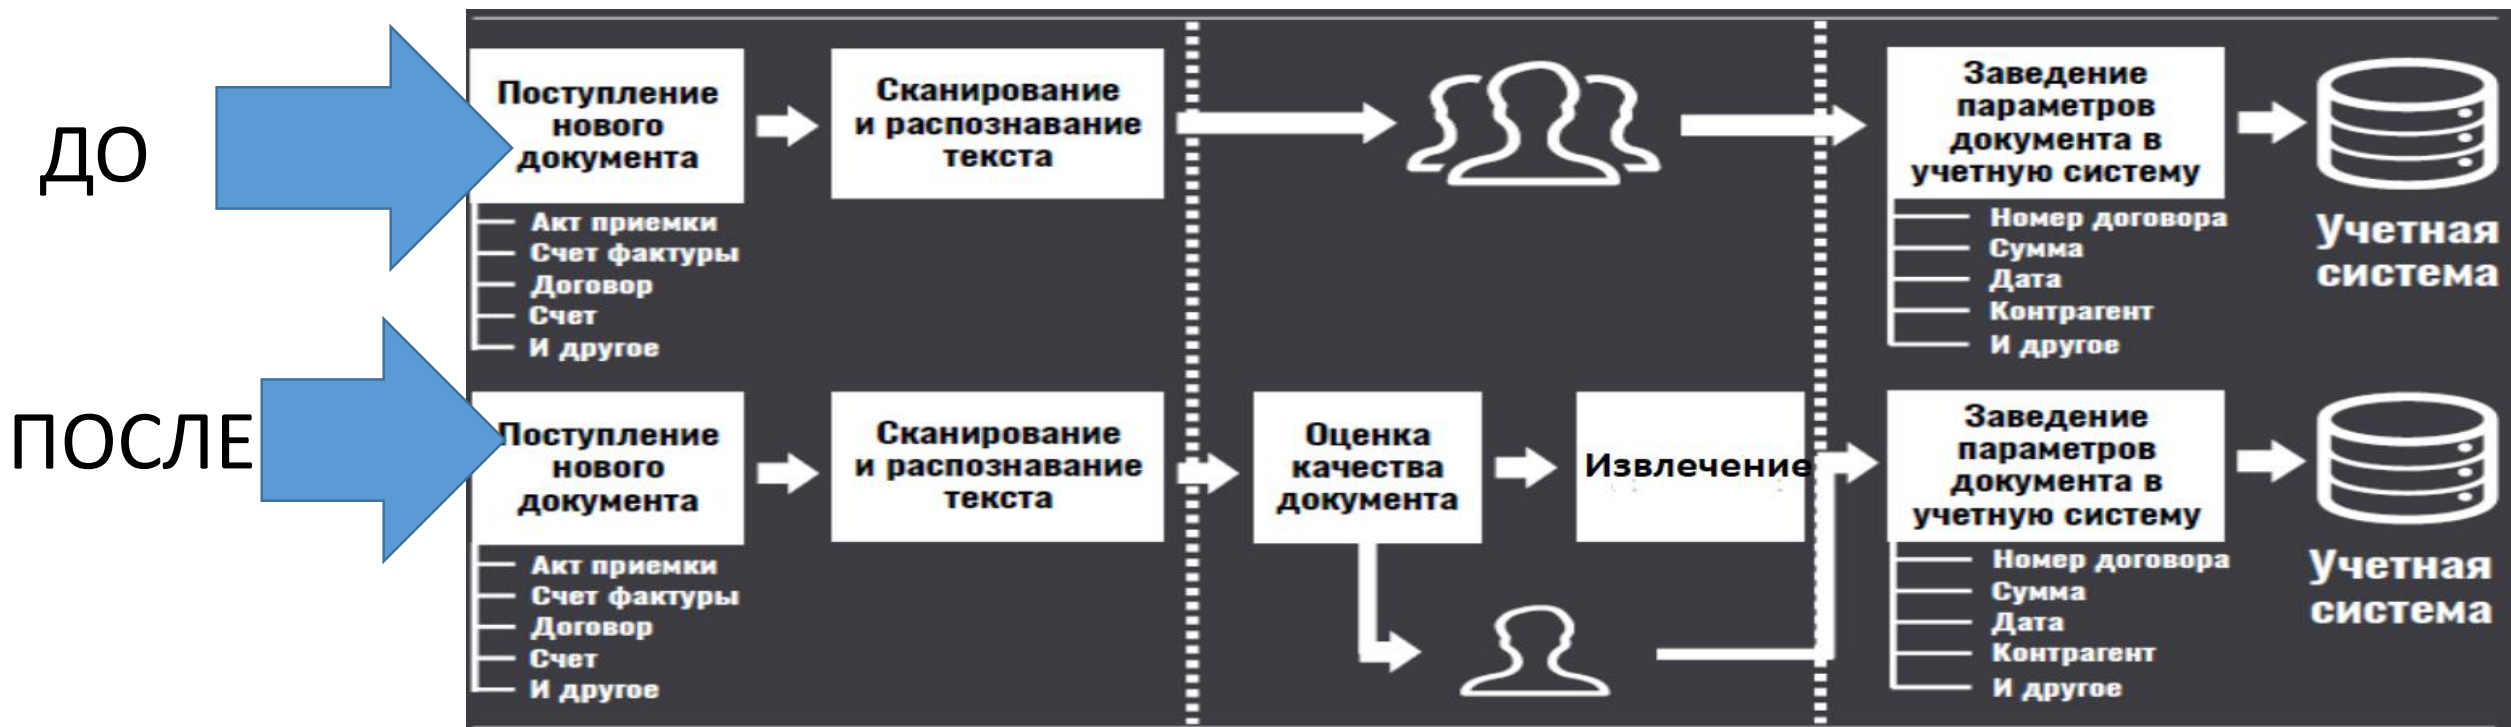 ДО
Поступление
нового
документа
Акт приемки
Счет фактуры
Договор
Счет
И другое
Сканирование
и распознавание
текста
Заведение
параметров
документа в
учетную систему
Номер договора
Сумма
Дата
Контрагент
И другое
Учетная
система
ПОСЛЕ
Поступление
нового
документа
Акт приемки
Счет фактуры
Договор
Счет
И другое
Сканирование
и распознавание
текста
Оценка
качества
документа
Извлечение
Заведение
параметров
документа в
учетную систему
Номер договора
Сумма
Дата
Контрагент
И другое
Учетная
система